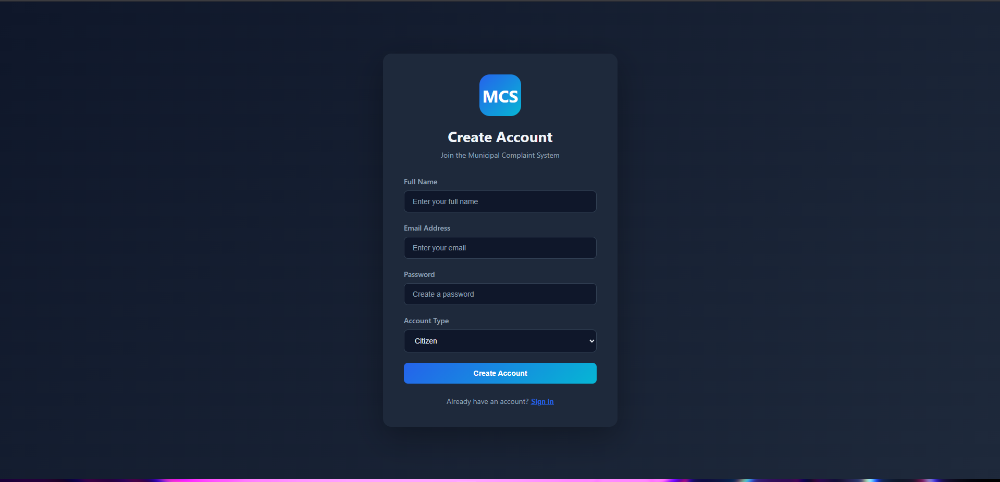 MCS
Create Account
Join the Municipal Complaint System
Full Name
Enter your full name
Email Address
Enter your email
Password
Create a password
Account Type
Citizen
Create Account
Already have an account? Sign in